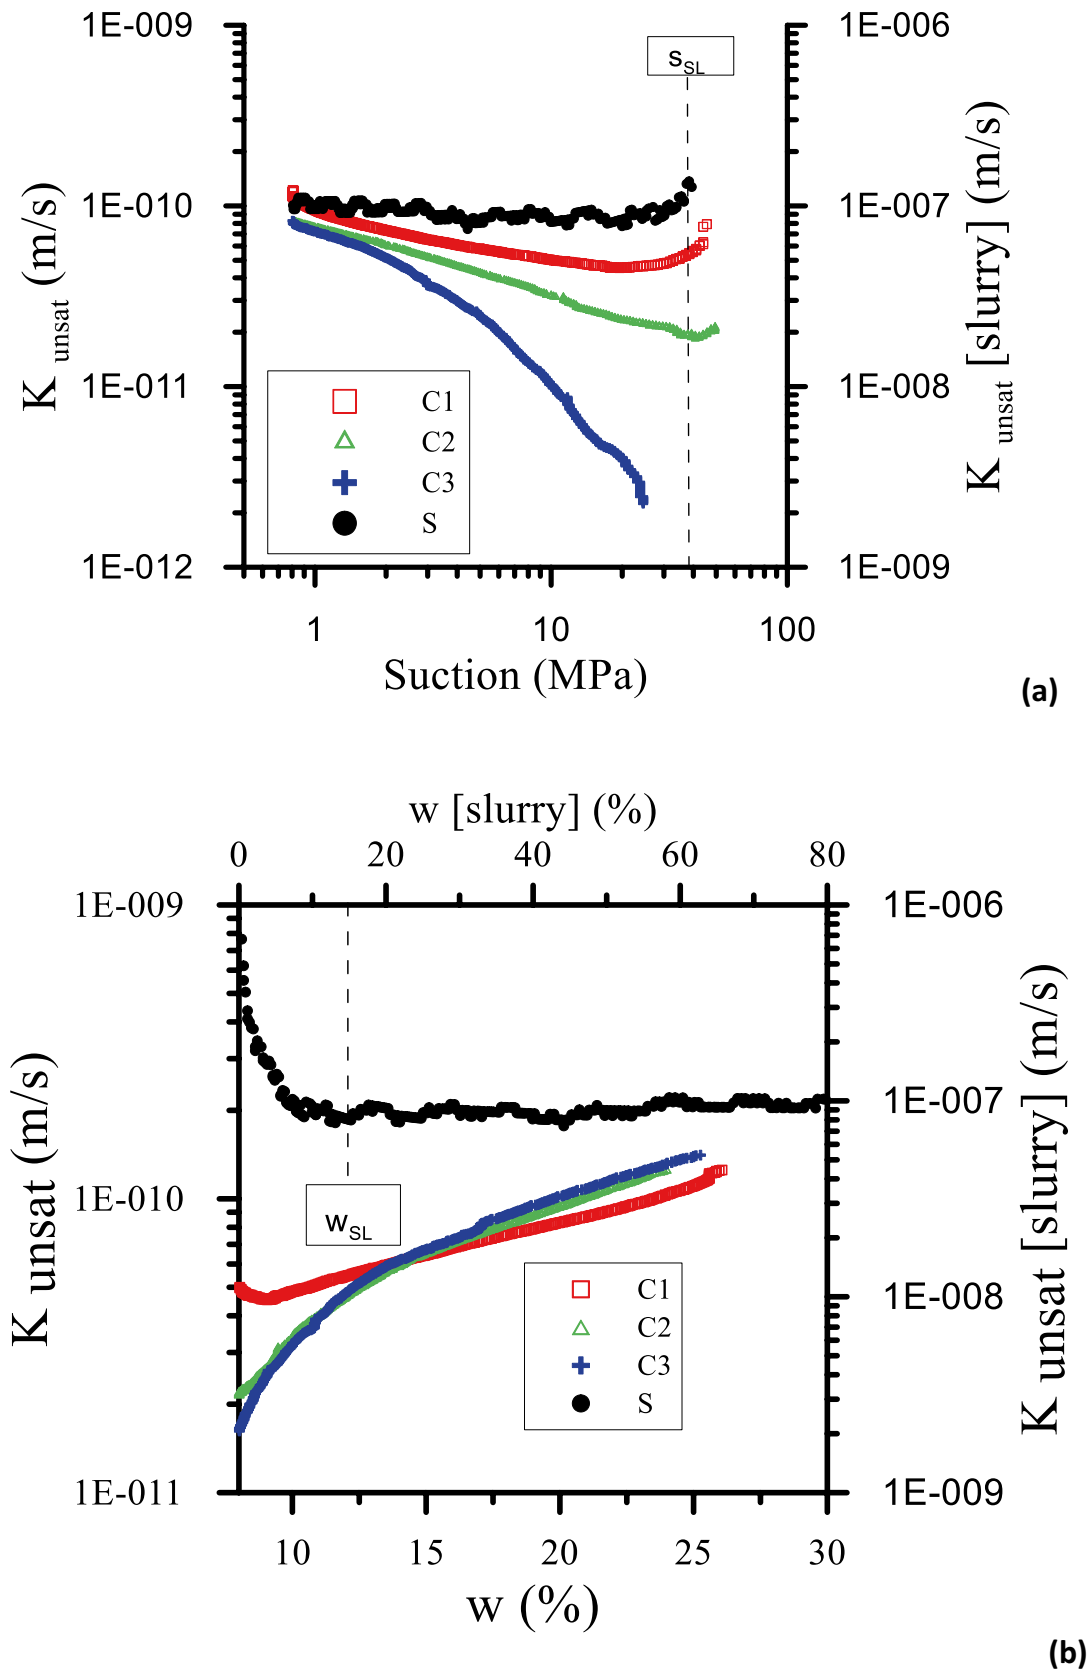 1E-009
1E-006
s_SL
1E-010
1E-007
K unsat (m/s)
K unsat [slurry] (m/s)
1E-011
1E-008
C1
C2
C3
S
1E-012
1E-009
1
10
100
Suction (MPa)
(a)
w [slurry] (%)
0
20
40
60
80
1E-009
1E-006
1E-007
K unsat (m/s)
K unsat [slurry] (m/s)
1E-010
w_SL
C1
C2
C3
S
1E-008
1E-011
1E-009
10
15
20
25
30
w (%)
(b)